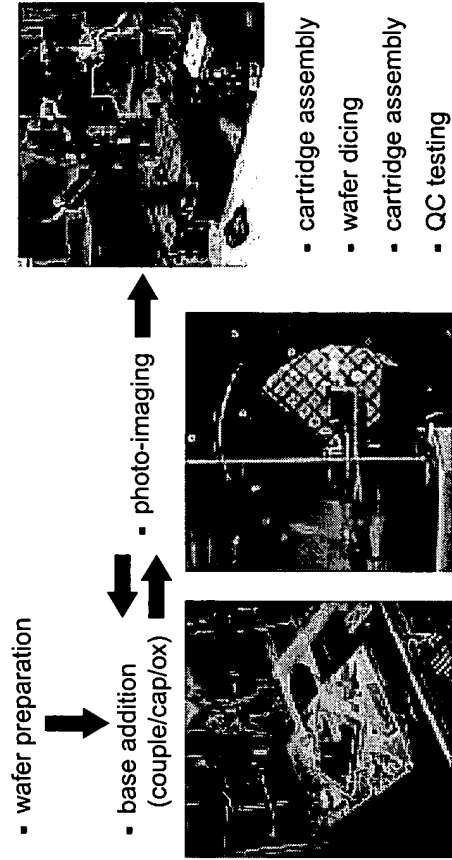 ▪ wafer preparation
▪ base addition
(couple/cap/ox)
▪ photo-imaging
▪ cartridge assembly
▪ wafer dicing
▪ cartridge assembly
▪ QC testing